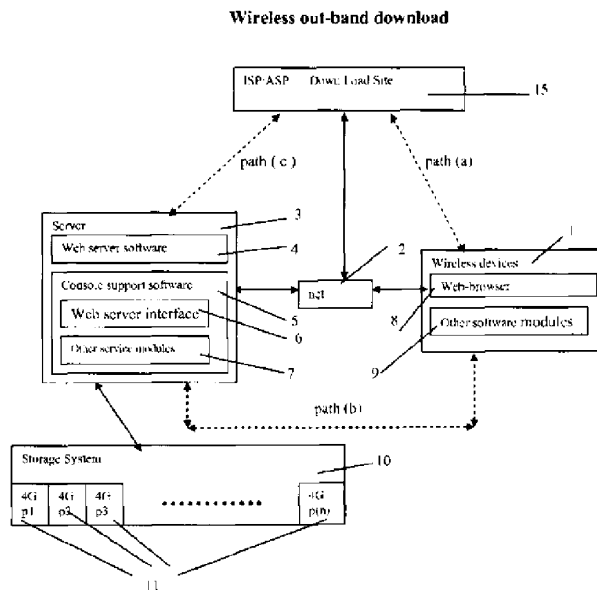 Wireless out-band download
ISP/ASP Down Load Site
15
path ( c )
path (a)
3
Server
Web server software
4
2
1
Wireless devices
Web-browser
Console support software
5
net
Web server interface
6
8
Other software modules
Other service modules
7
9
path (b)
Storage System
10
4G 4G 4G 4G
p1 p2 p3 p(n)
11